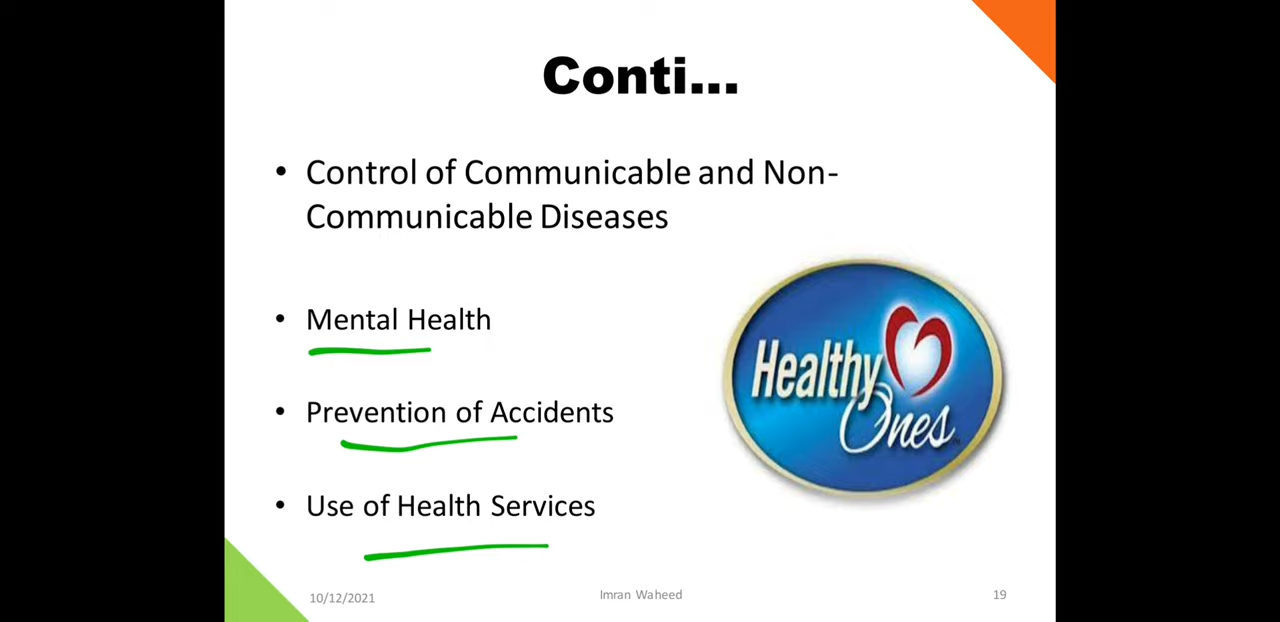 Conti...
• Control of Communicable and Non-
Communicable Diseases
• Mental Health
• Prevention of Accidents
• Use of Health Services
Healthy
Ones
10/12/2021
Imran Waheed
19